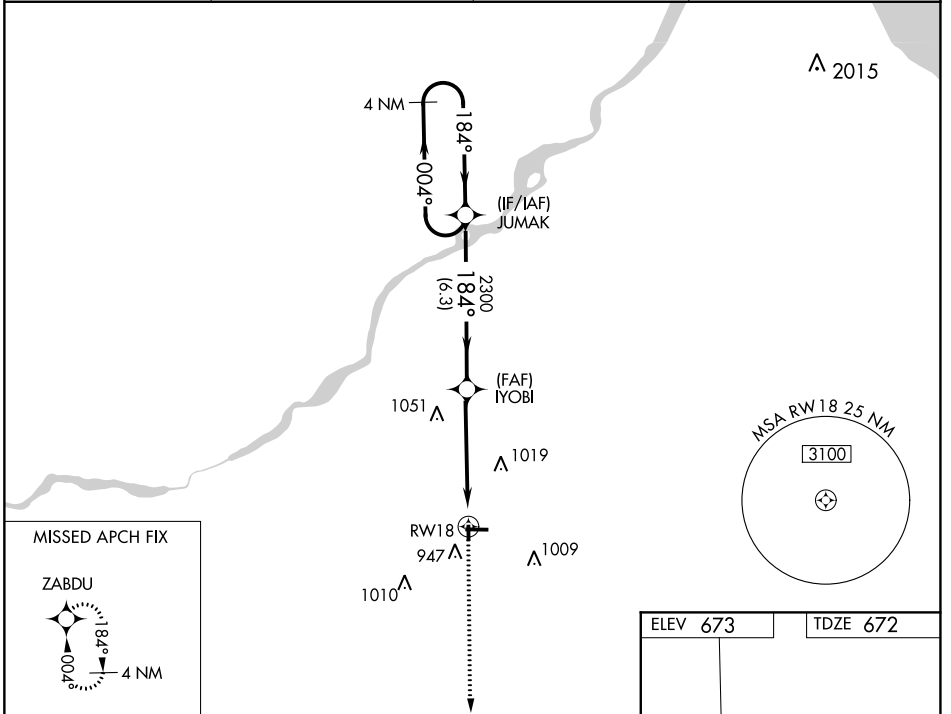 2015
4 NM
184°
004°
(IF/IAF)
JUMAK
2300
184°
(6.3)
(FAF)
IYOBI
1051
1019
MSA RW18 25 NM
3100
RW18
947
1009
1010
MISSED APCH FIX
ZABDU
184°
004°
4 NM
ELEV 673
TDZE 672